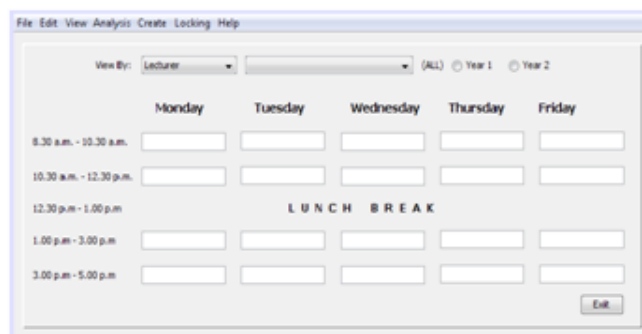 File Edit View Analysis Create Locking Help
View By: Lecturer (ALL) Year 1 Year 2
Monday Tuesday Wednesday Thursday Friday
8.30 a.m. - 10.30 a.m.
10.30 a.m. - 12.30 p.m.
12.30 p.m - 1.00 p.m LUNCH BREAK
1.00 p.m - 3.00 p.m
3.00 p.m - 5.00 p.m
Exit